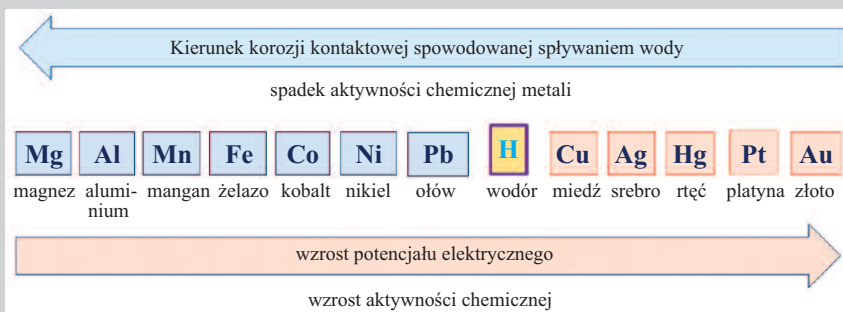 Kierunek korozji kontaktowej spowodowanej spływaniem wody
spadek aktywności chemicznej metali
Mg Al Mn Fe Co Ni Pb H Cu Ag Hg Pt Au
magnez alumi- mangan żelazo kobalt nikiel ołów wodór miedź srebro rtęć platyna złoto
nium
wzrost potencjału elektrycznego
wzrost aktywności chemicznej